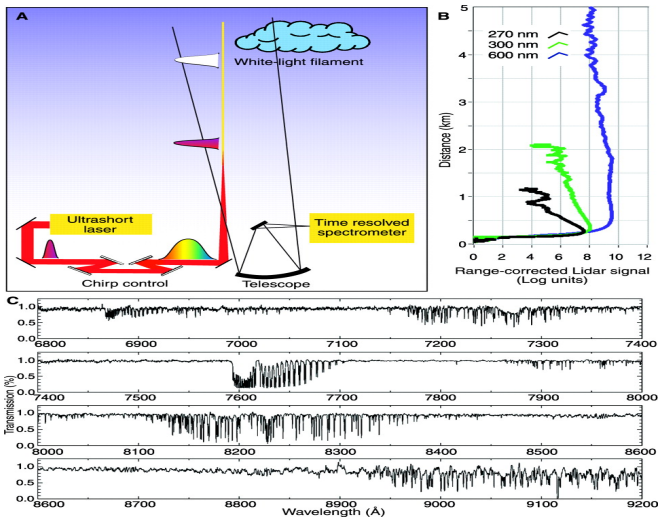 A
White-light filament
Ultrashort
laser
Time resolved
spectrometer
Chirp control
Telescope
B
270 nm
300 nm
600 nm
Distance (km)
5
4
3
2
1
0
0 2 4 6 8 10 12
Range-corrected Lidar signal
(Log units)
C
Transmission (%)
1.0
0.5
0.0
6800 6900 7000 7100 7200 7300 7400
1.0
0.5
0.0
7400 7500 7600 7700 7800 7900 8000
1.0
0.5
0.0
8000 8100 8200 8300 8400 8500 8600
1.0
0.5
0.0
8600 8700 8800 8900 9000 9100 9200
Wavelength (Å)